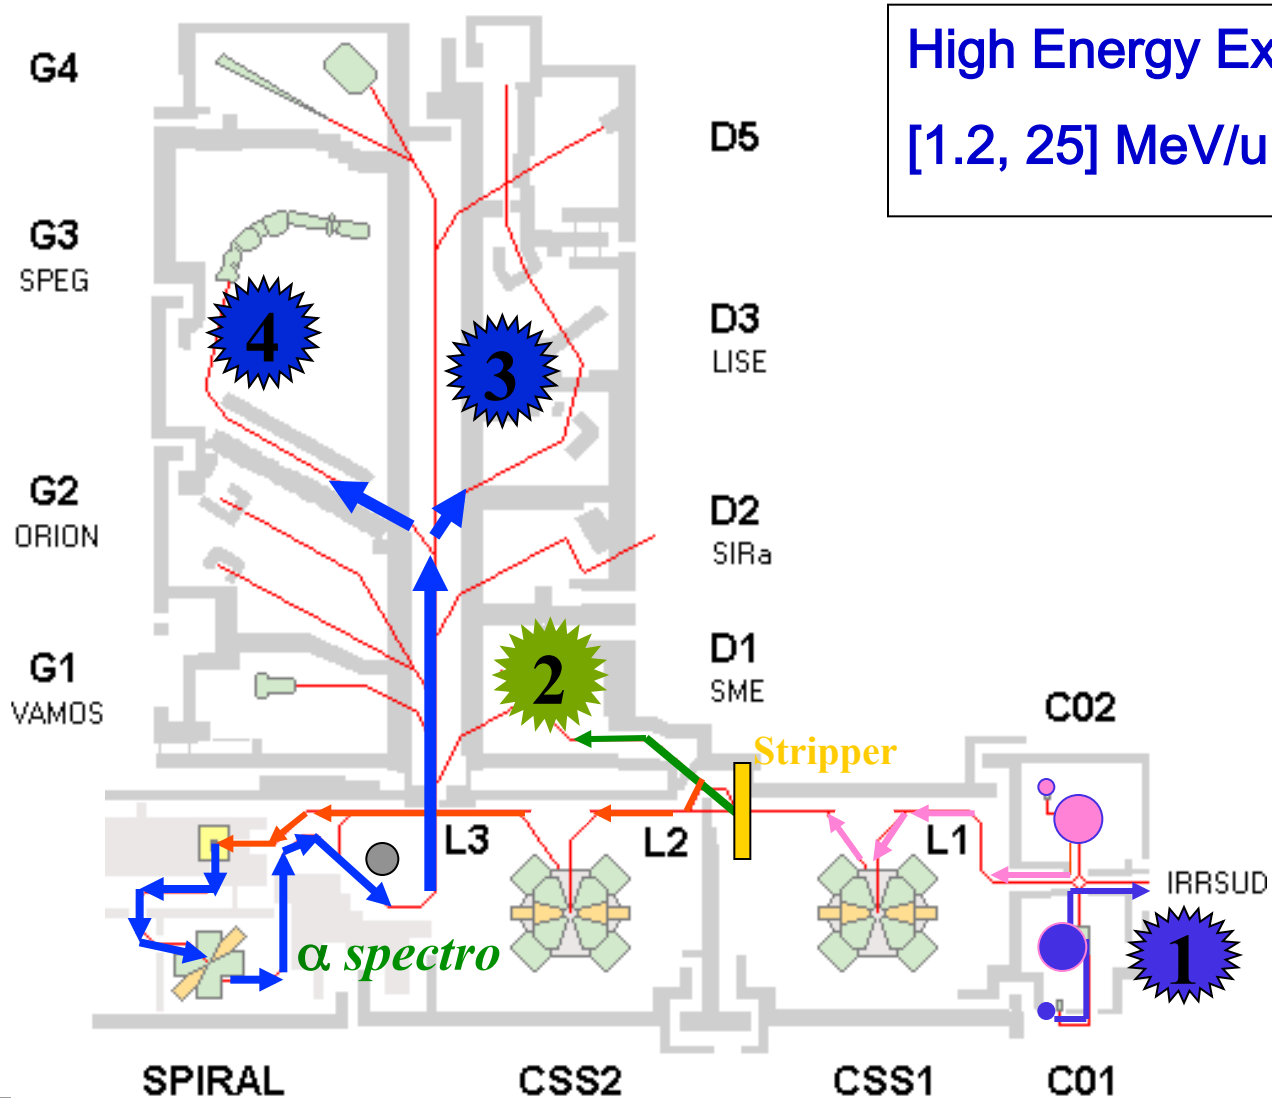 High Energy Ex
[1.2, 25] MeV/u
G4
D5
G3
SPEG
4
3
D3
LISE
G2
ORION
D2
SIRa
G1
VAMOS
2
D1
SME
C02
Stripper
L3
L2
L1
IRRSUD
α spectro
1
SPIRAL
CSS2
CSS1
C01